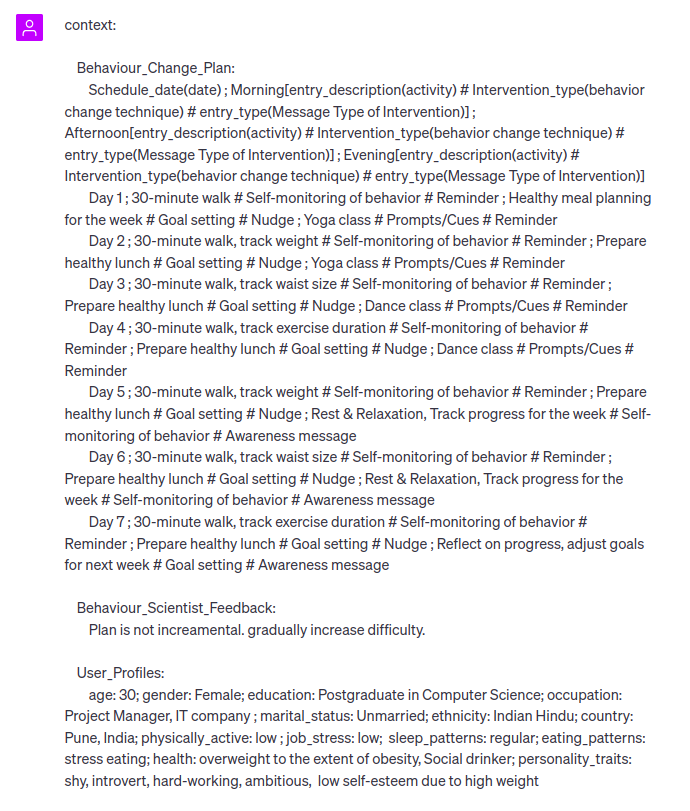 context:
Behaviour_Change_Plan:
Schedule_date(date) ; Morning[entry_description(activity) # Intervention_type(behavior
change technique) # entry_type(Message Type of Intervention)] ;
Afternoon[entry_description(activity) # Intervention_type(behavior change technique) #
entry_type(Message Type of Intervention)] ; Evening[entry_description(activity) #
Intervention_type(behavior change technique) # entry_type(Message Type of Intervention)]
Day 1 ; 30-minute walk # Self-monitoring of behavior # Reminder ; Healthy meal planning
for the week # Goal setting # Nudge ; Yoga class # Prompts/Cues # Reminder
Day 2 ; 30-minute walk, track weight # Self-monitoring of behavior # Reminder ; Prepare
healthy lunch # Goal setting # Nudge ; Yoga class # Prompts/Cues # Reminder
Day 3 ; 30-minute walk, track waist size # Self-monitoring of behavior # Reminder ;
Prepare healthy lunch # Goal setting # Nudge ; Dance class # Prompts/Cues # Reminder
Day 4 ; 30-minute walk, track exercise duration # Self-monitoring of behavior #
Reminder ; Prepare healthy lunch # Goal setting # Nudge ; Dance class # Prompts/Cues #
Reminder
Day 5 ; 30-minute walk, track weight # Self-monitoring of behavior # Reminder ; Prepare
healthy lunch # Goal setting # Nudge ; Rest & Relaxation, Track progress for the week # Self-
monitoring of behavior # Awareness message
Day 6 ; 30-minute walk, track waist size # Self-monitoring of behavior # Reminder ;
Prepare healthy lunch # Goal setting # Nudge ; Rest & Relaxation, Track progress for the
week # Self-monitoring of behavior # Awareness message
Day 7 ; 30-minute walk, track exercise duration # Self-monitoring of behavior #
Reminder ; Prepare healthy lunch # Goal setting # Nudge ; Reflect on progress, adjust goals
for next week # Goal setting # Awareness message
Behaviour_Scientist_Feedback:
Plan is not increamental. gradually increase difficulty.
User_Profiles:
age: 30; gender: Female; education: Postgraduate in Computer Science; occupation:
Project Manager, IT company ; marital_status: Unmarried; ethnicity: Indian Hindu; country:
Pune, India; physically_active: low ; job_stress: low; sleep_patterns: regular; eating_patterns:
stress eating; health: overweight to the extent of obesity, Social drinker; personality_traits:
shy, introvert, hard-working, ambitious, low self-esteem due to high weight